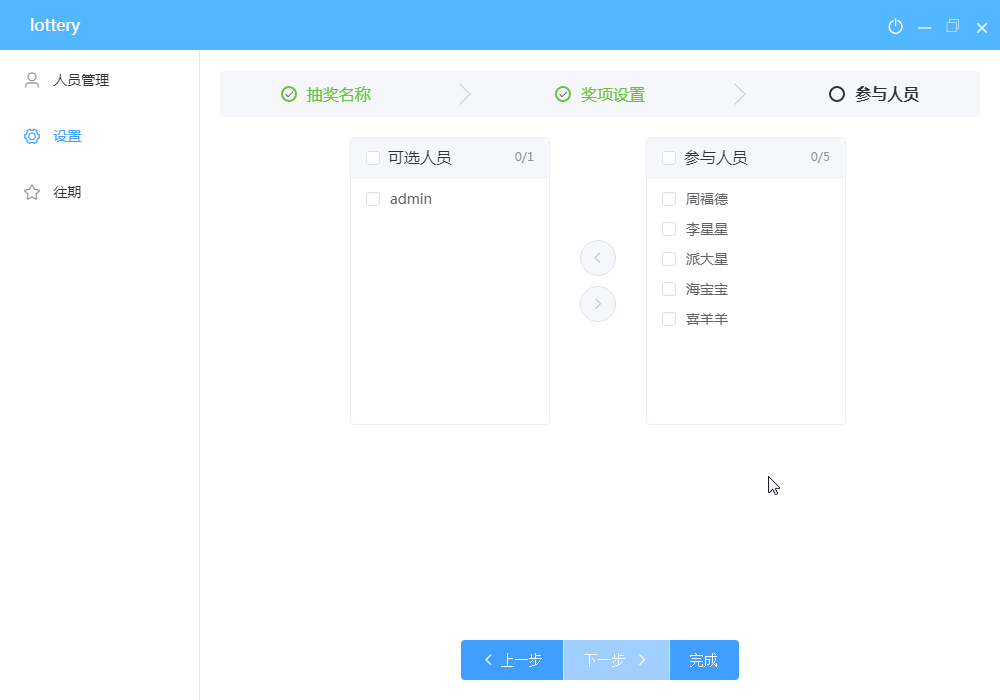 lottery
人员管理
设置
往期
抽奖名称
奖项设置
参与人员
可选人员 0/1
admin
参与人员 0/5
周福德
李星星
派大星
海宝宝
喜羊羊
上一步
下一步
完成